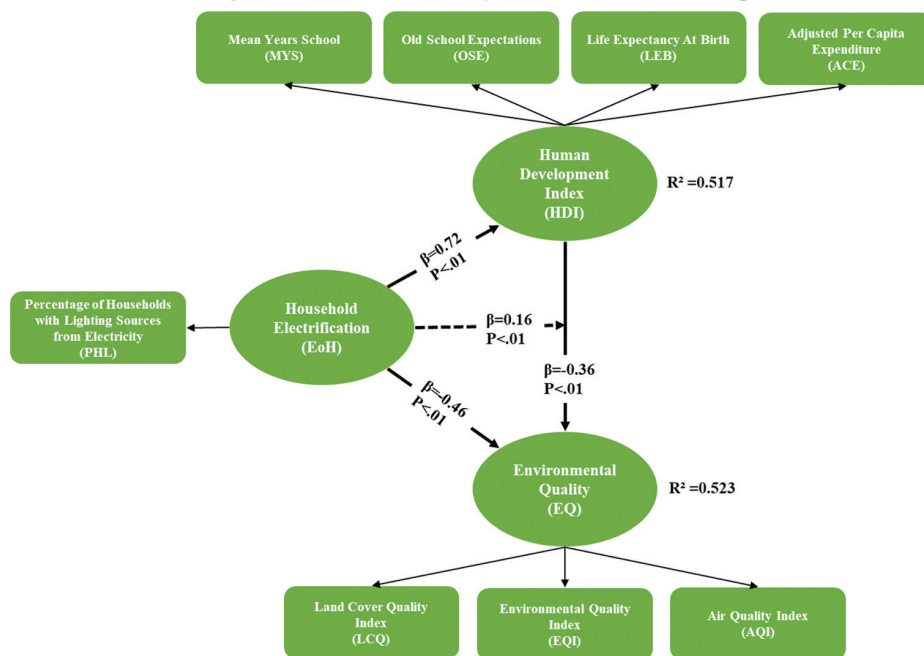 Mean Years School
(MYS)
Old School Expectations
(OSE)
Life Expectancy At Birth
(LEB)
Adjusted Per Capita
Expenditure
(ACE)
Human
Development
Index
(HDI)
R² =0.517
β=0.72
P<.01
Percentage of Households
with Lighting Sources
from Electricity
(PHL)
Household
Electrification
(EoH)
β=0.16
P<.01
β=-0.36
P<.01
β=-0.46
P<.01
Environmental
Quality
(EQ)
R² =0.523
Land Cover Quality
Index
(LCQ)
Environmental Quality
Index
(EQI)
Air Quality Index
(AQI)